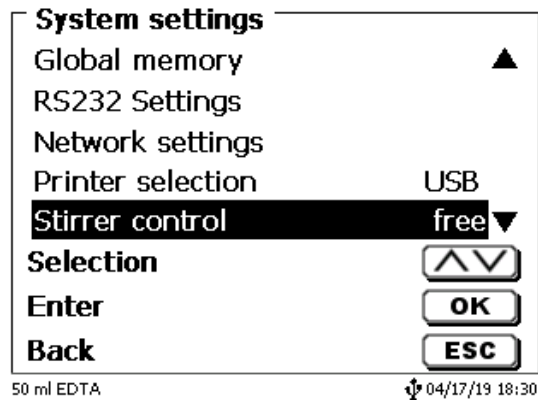 System settings
Global memory
RS232 Settings
Network settings
Printer selection USB
Stirrer control free
Selection
Enter OK
Back ESC
50 ml EDTA 04/17/19 18:30